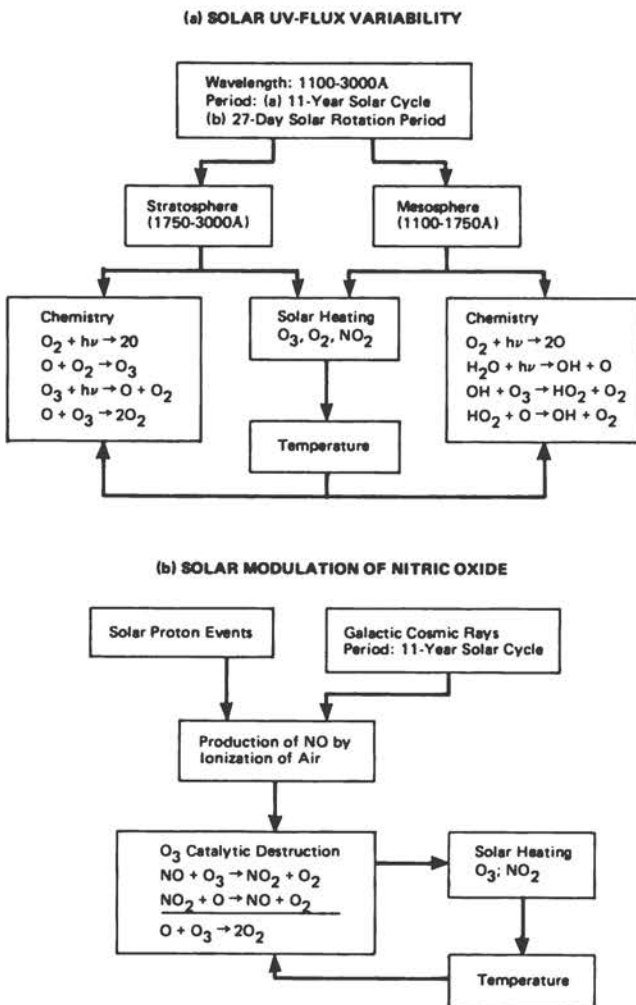 (a) SOLAR UV-FLUX VARIABILITY
Wavelength: 1100-3000Å
Period: (a) 11-Year Solar Cycle
(b) 27-Day Solar Rotation Period
Stratosphere
(1750-3000Å)
Mesosphere
(1100-1750Å)
Chemistry
O₂ + hν → 2O
O + O₂ → O₃
O₃ + hν → O + O₂
O + O₃ → 2O₂
Solar Heating
O₃, O₂, NO₂
Chemistry
O₂ + hν → 2O
H₂O + hν → OH + O
OH + O₃ → HO₂ + O₂
HO₂ + O → OH + O₂
Temperature
(b) SOLAR MODULATION OF NITRIC OXIDE
Solar Proton Events
Galactic Cosmic Rays
Period: 11-Year Solar Cycle
Production of NO by
Ionization of Air
O₃ Catalytic Destruction
NO + O₃ → NO₂ + O₂
NO₂ + O → NO + O₂
O + O₃ → 2O₂
Solar Heating
O₃; NO₂
Temperature